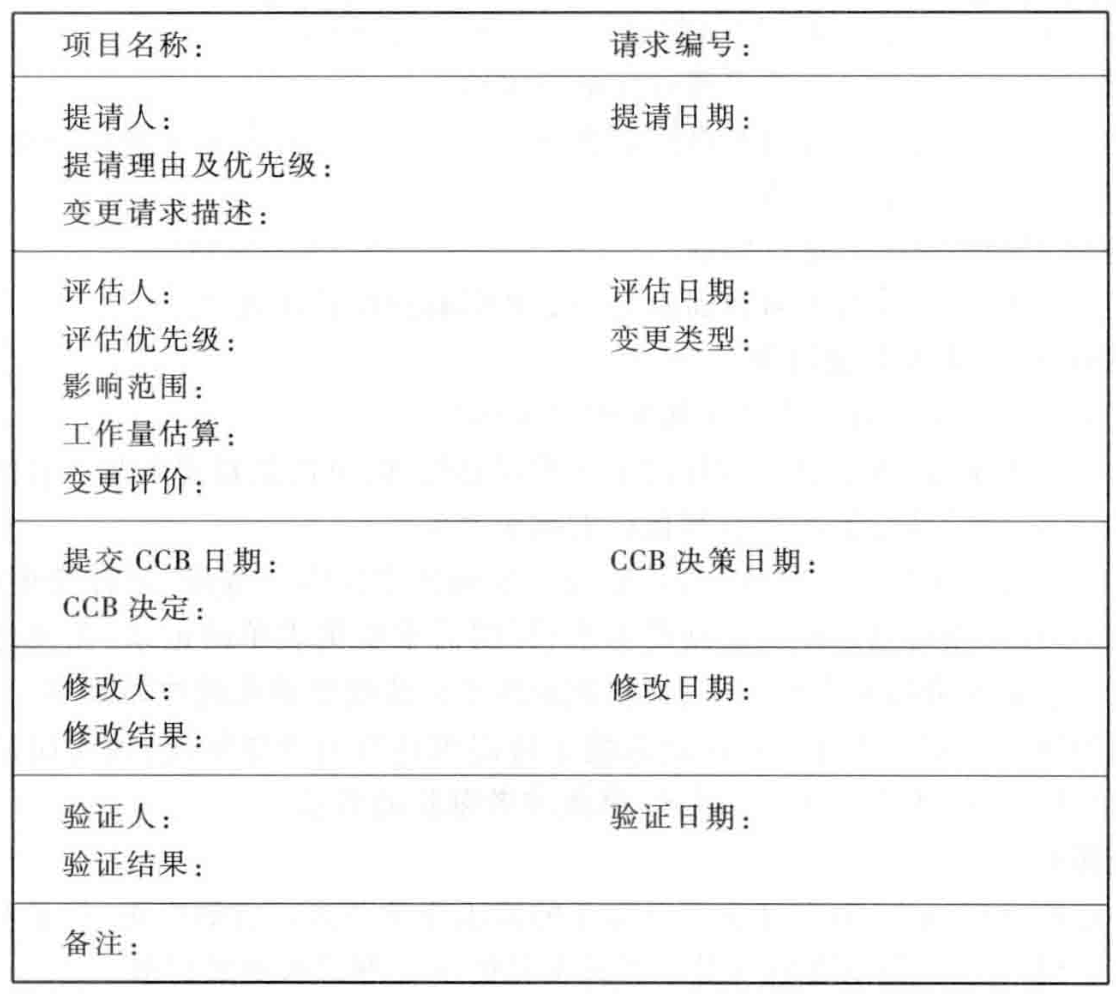 项目名称： 请求编号：
提请人： 提请日期：
提请理由及优先级：
变更请求描述：
评估人： 评估日期：
评估优先级： 变更类型：
影响范围：
工作量估算：
变更评价：
提交 CCB 日期： CCB 决策日期：
CCB 决定：
修改人： 修改日期：
修改结果：
验证人： 验证日期：
验证结果：
备注：